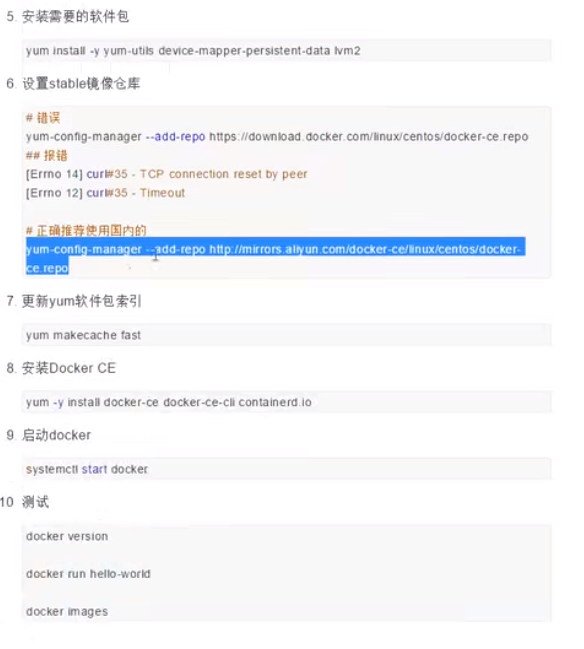 5. 安装需要的软件包
yum install -y yum-utils device-mapper-persistent-data lvm2
6. 设置stable镜像仓库
# 错误
yum-config-manager --add-repo https://download.docker.com/linux/centos/docker-ce.repo
## 报错
[Errno 14] curl#35 - TCP connection reset by peer
[Errno 12] curl#35 - Timeout
# 正确推荐使用国内的
yum-config-manager --add-repo http://mirrors.aliyun.com/docker-ce/linux/centos/docker-
ce.repo
7. 更新yum软件包索引
yum makecache fast
8. 安装Docker CE
yum -y install docker-ce docker-ce-cli containerd.io
9. 启动docker
systemctl start docker
10 测试
docker version
docker run hello-world
docker images